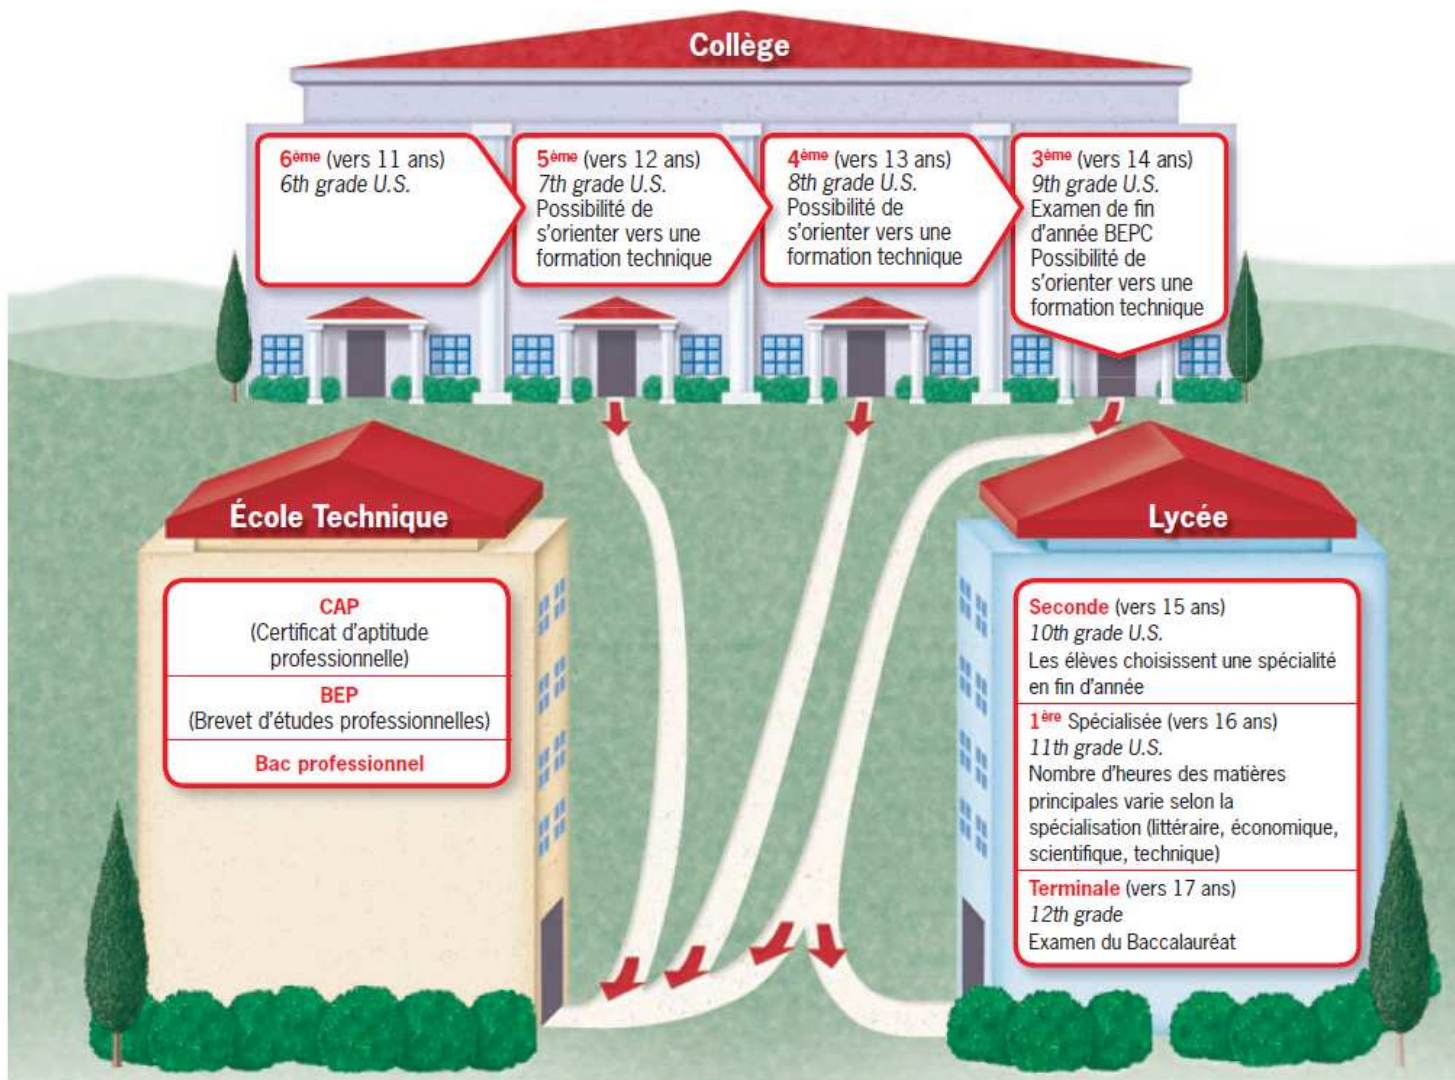 Collège
6ème (vers 11 ans)
6th grade U.S.
5ème (vers 12 ans)
7th grade U.S.
Possibilité de
s'orienter vers une
formation technique
4ème (vers 13 ans)
8th grade U.S.
Possibilité de
s'orienter vers une
formation technique
3ème (vers 14 ans)
9th grade U.S.
Examen de fin
d'année BEPC
Possibilité de
s'orienter vers une
formation technique
École Technique
CAP
(Certificat d'aptitude
professionnelle)
BEP
(Brevet d'études professionnelles)
Bac professionnel
Lycée
Seconde (vers 15 ans)
10th grade U.S.
Les élèves choisissent une spécialité
en fin d'année
1ère Spécialisée (vers 16 ans)
11th grade U.S.
Nombre d'heures des matières
principales varie selon la
spécialisation (littéraire, économique,
scientifique, technique)
Terminale (vers 17 ans)
12th grade
Examen du Baccalauréat